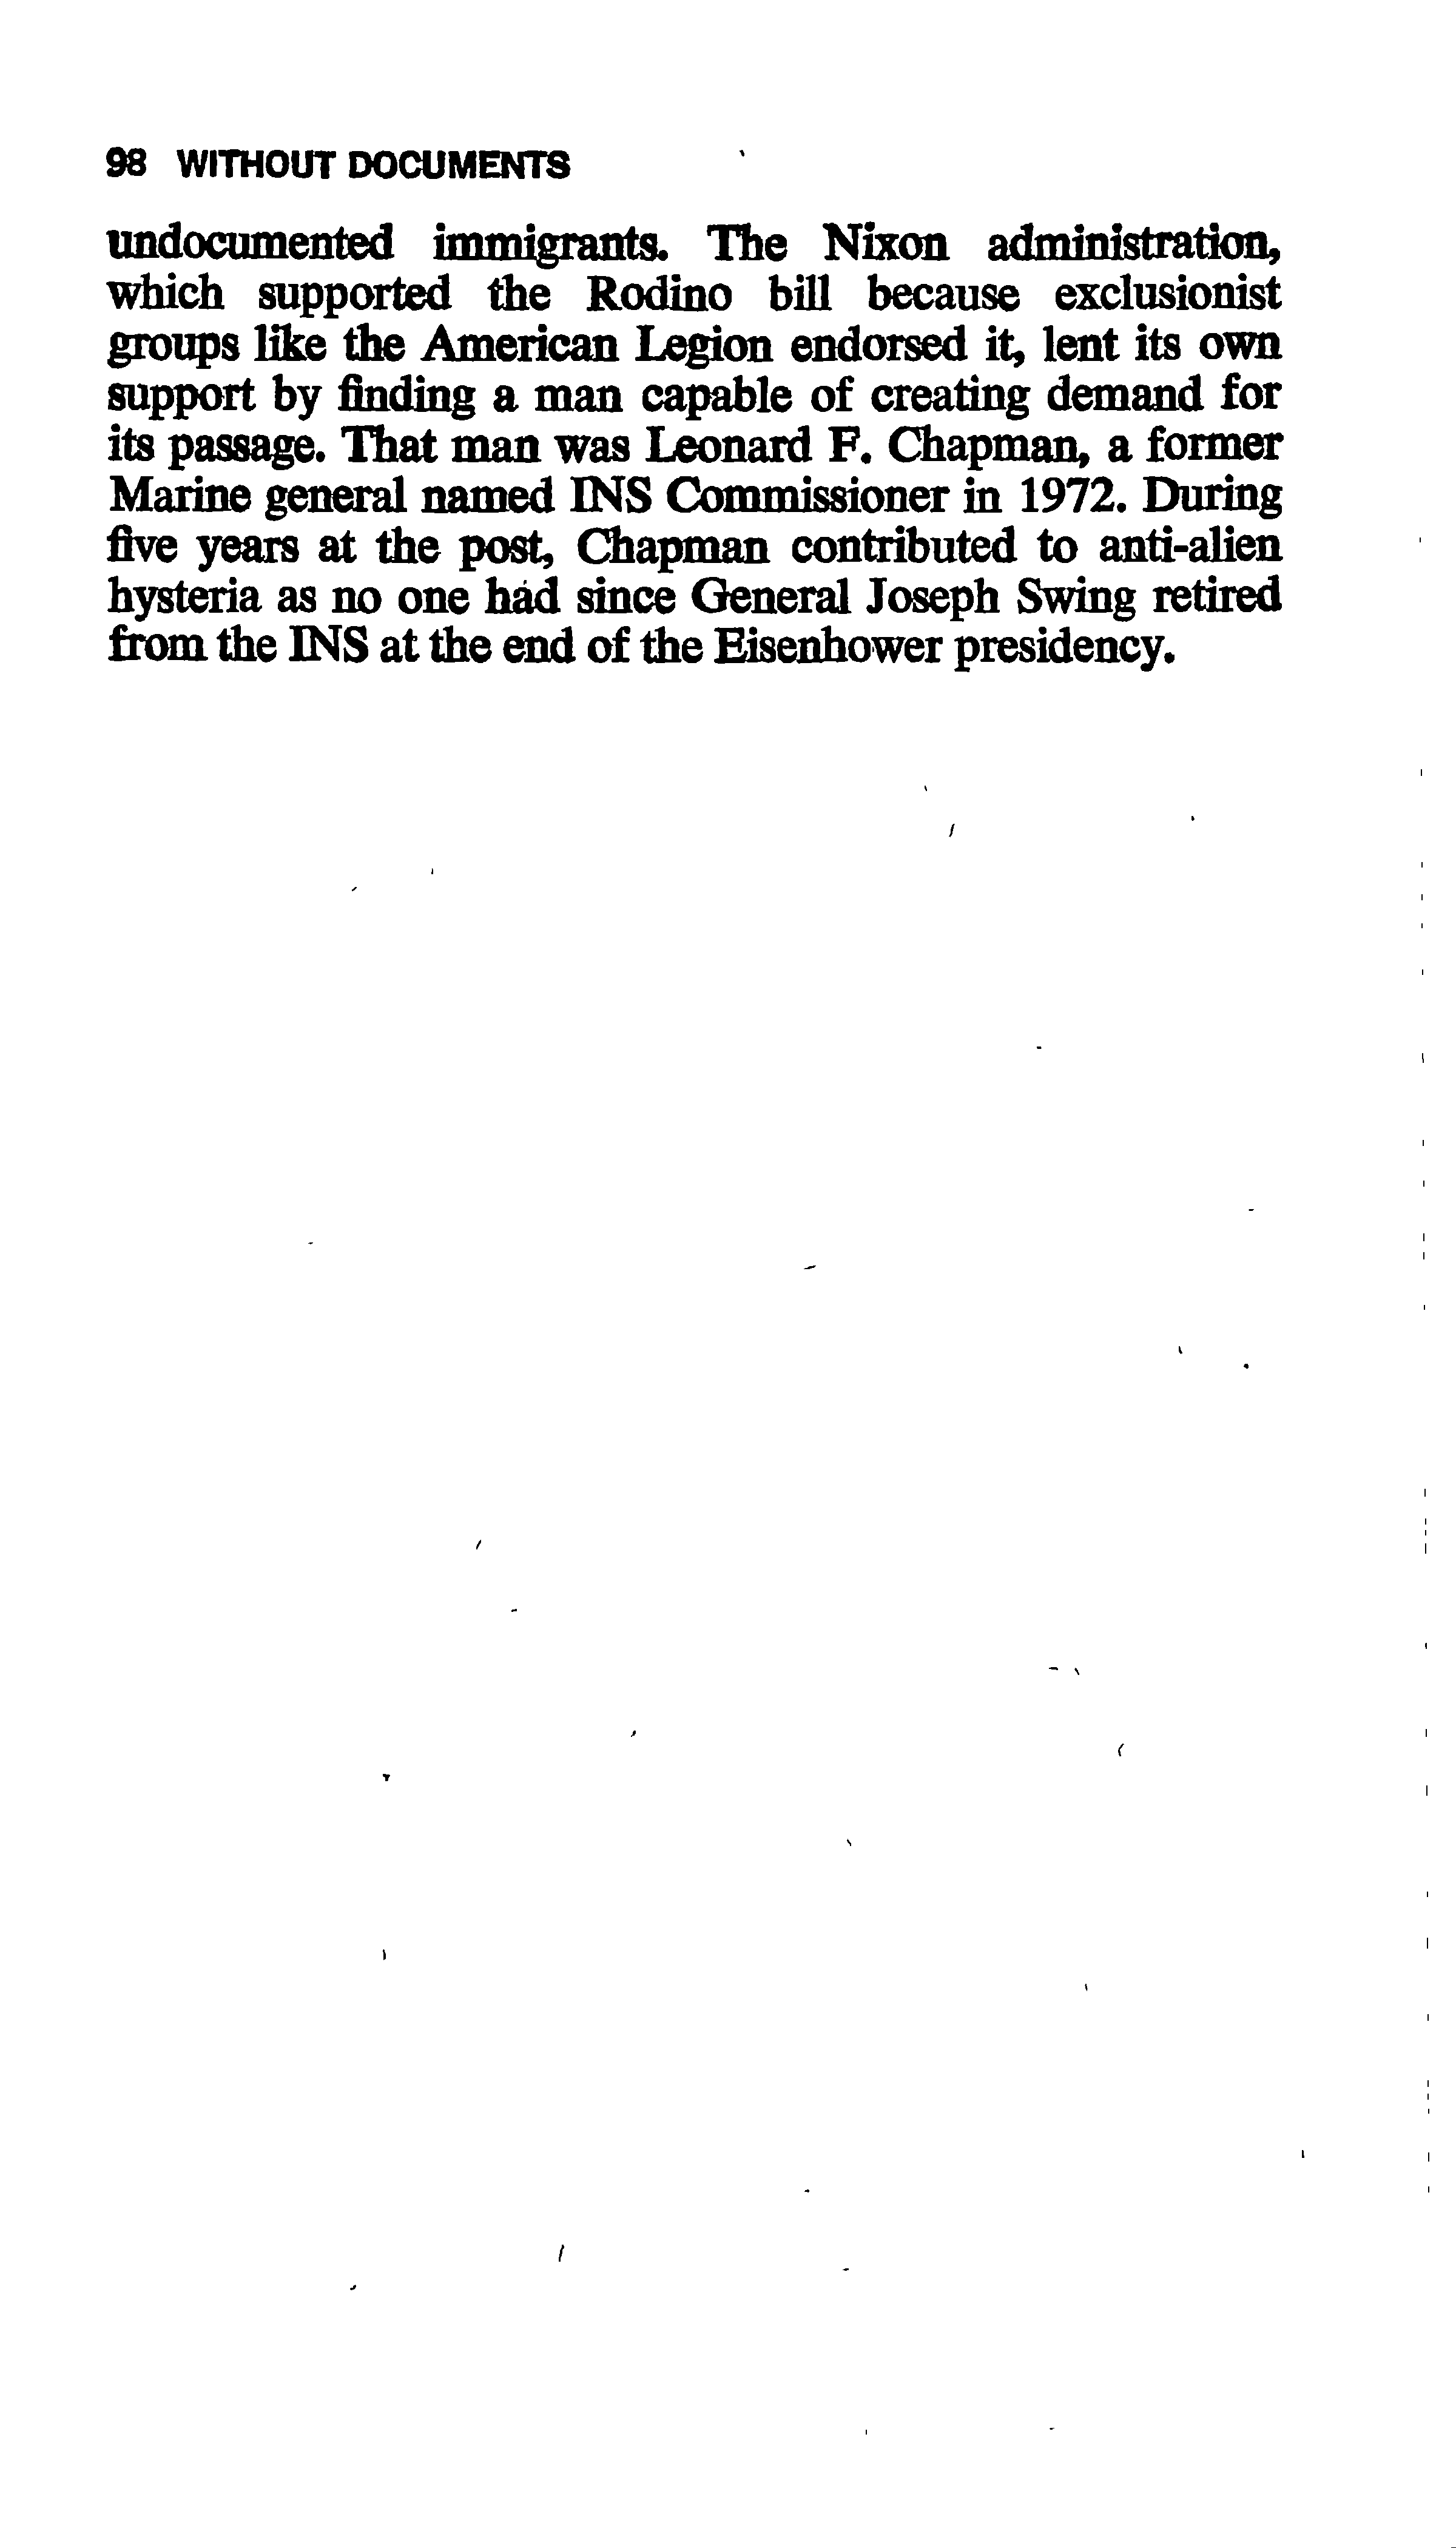 98 WITHOUT DOCUMENTS
undocumented immigrants. The Nixon administration,
which supported the Rodino bill because exclusionist
groups like the American Legion endorsed it, lent its own
support by finding a man capable of creating demand for
its passage. That man was Leonard F. Chapman, a former
Marine general named INS Commissioner in 1972. During
five years at the post, Chapman contributed to anti-alien
hysteria as no one had since General Joseph Swing retired
from the INS at the end of the Eisenhower presidency.